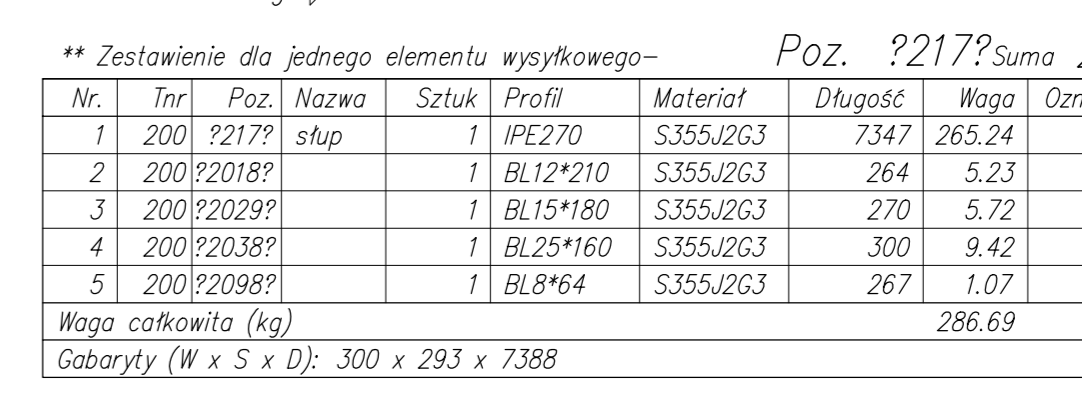 ** Zestawienie dla jednego elementu wysyłkowego– Poz. ?217? Suma
Nr. Tnr Poz. Nazwa Sztuk Profil Materiał Długość Waga
1 200 ?217? słup 1 IPE270 S355J2G3 7347 265.24
2 200 ?2018? 1 BL12*210 S355J2G3 264 5.23
3 200 ?2029? 1 BL15*180 S355J2G3 270 5.72
4 200 ?2038? 1 BL25*160 S355J2G3 300 9.42
5 200 ?2098? 1 BL8*64 S355J2G3 267 1.07
Waga całkowita (kg) 286.69
Gabaryty (W x S x D): 300 x 293 x 7388